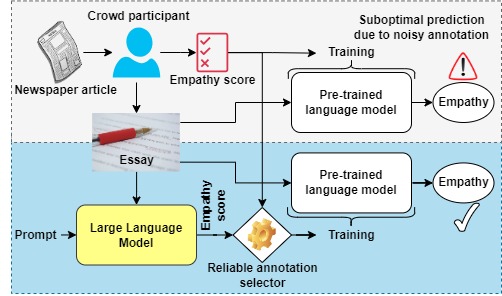 Crowd participant
Suboptimal prediction
due to noisy annotation
Training
Newspaper article
Empathy score
Pre-trained
language model
Empathy
Essay
Pre-trained
language model
Empathy
Empathy
score
Prompt
Large Language
Model
Training
Reliable annotation
selector